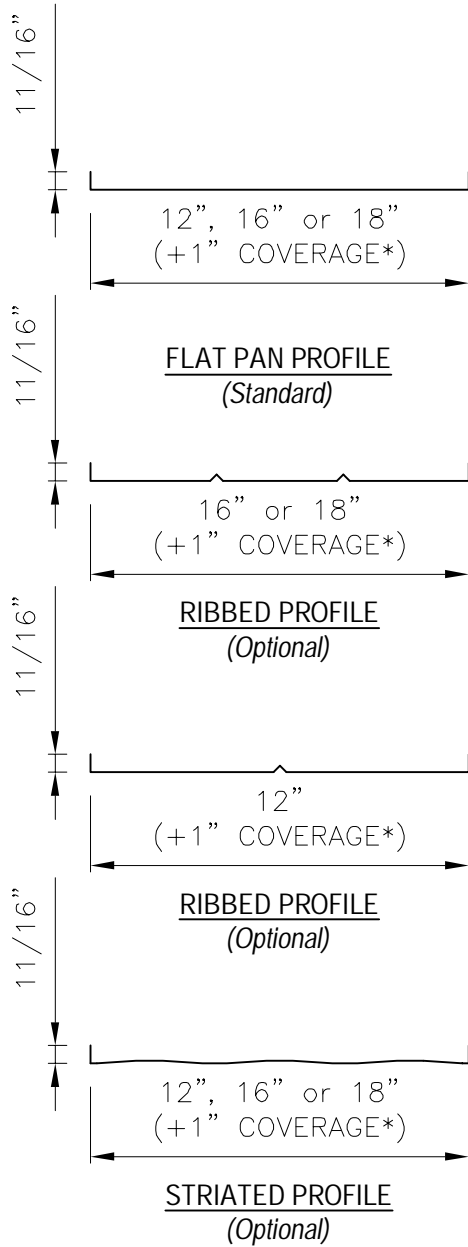 11/16”
12”, 16” or 18”
(+1” COVERAGE*)
FLAT PAN PROFILE
(Standard)
11/16”
16” or 18”
(+1” COVERAGE*)
RIBBED PROFILE
(Optional)
11/16”
12”
(+1” COVERAGE*)
RIBBED PROFILE
(Optional)
11/16”
12”, 16” or 18”
(+1” COVERAGE*)
STRIATED PROFILE
(Optional)